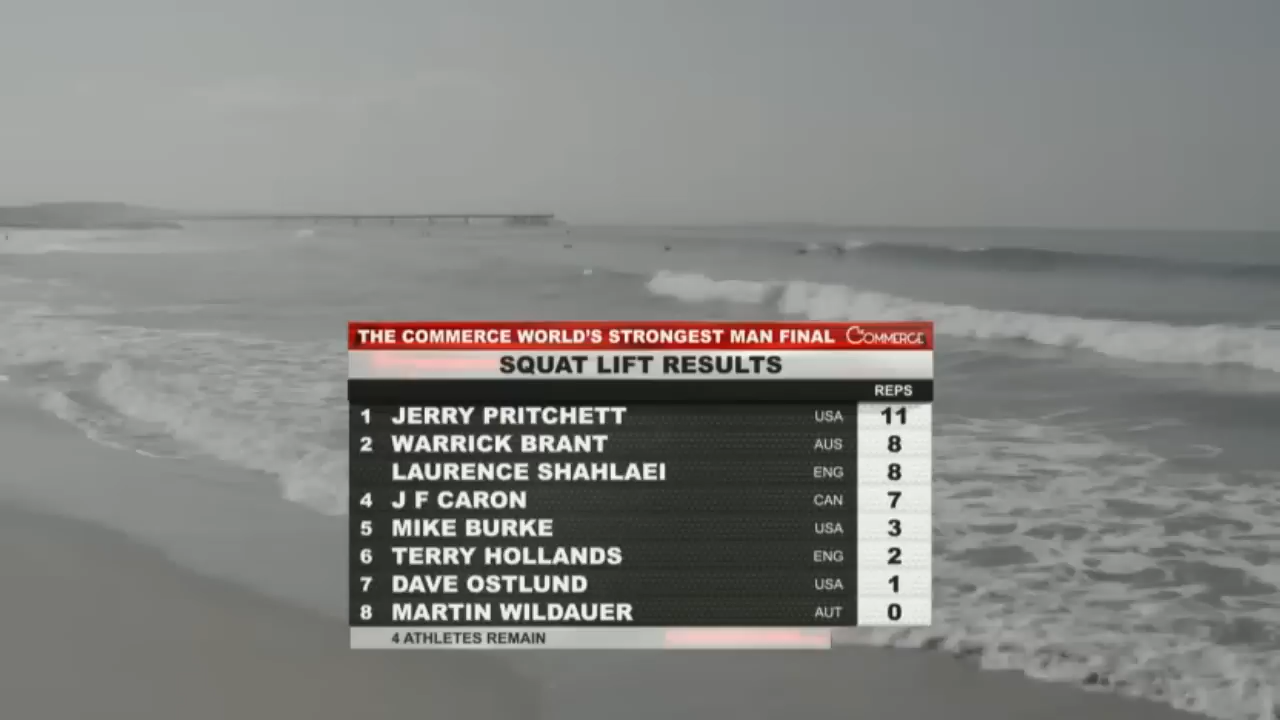 THE COMMERCE WORLD'S STRONGEST MAN FINAL COMMERCE
SQUAT LIFT RESULTS
REPS
1 JERRY PRITCHETT USA 11
2 WARRICK BRANT AUS 8
LAURENCE SHAHLAEI ENG 8
4 J F CARON CAN 7
5 MIKE BURKE USA 3
6 TERRY HOLLANDS ENG 2
7 DAVE OSTLUND USA 1
8 MARTIN WILDAUER AUT 0
4 ATHLETES REMAIN